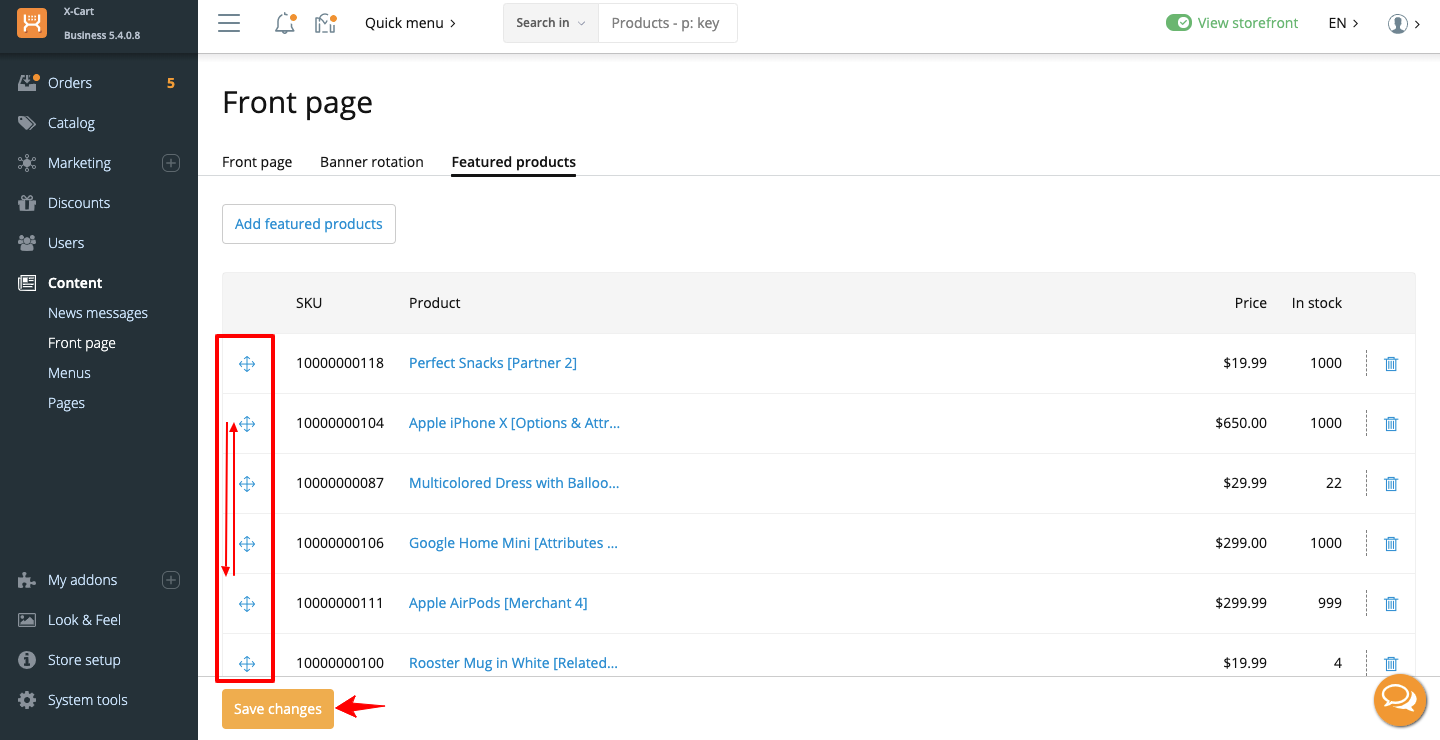 X-Cart
Business 5.4.0.8
Quick menu
Search in
Products - p: key
View storefront
EN
Orders 5
Catalog
Marketing
Discounts
Users
Content
News messages
Front page
Menus
Pages
My addons
Look & Feel
Store setup
System tools
Front page
Front page Banner rotation Featured products
Add featured products
SKU Product Price In stock
10000000118 Perfect Snacks [Partner 2] $19.99 1000
10000000104 Apple iPhone X [Options & Attr... $650.00 1000
10000000087 Multicolored Dress with Balloo... $29.99 22
10000000106 Google Home Mini [Attributes ... $299.00 1000
10000000111 Apple AirPods [Merchant 4] $299.99 999
10000000100 Rooster Mug in White [Related... $19.99 4
Save changes